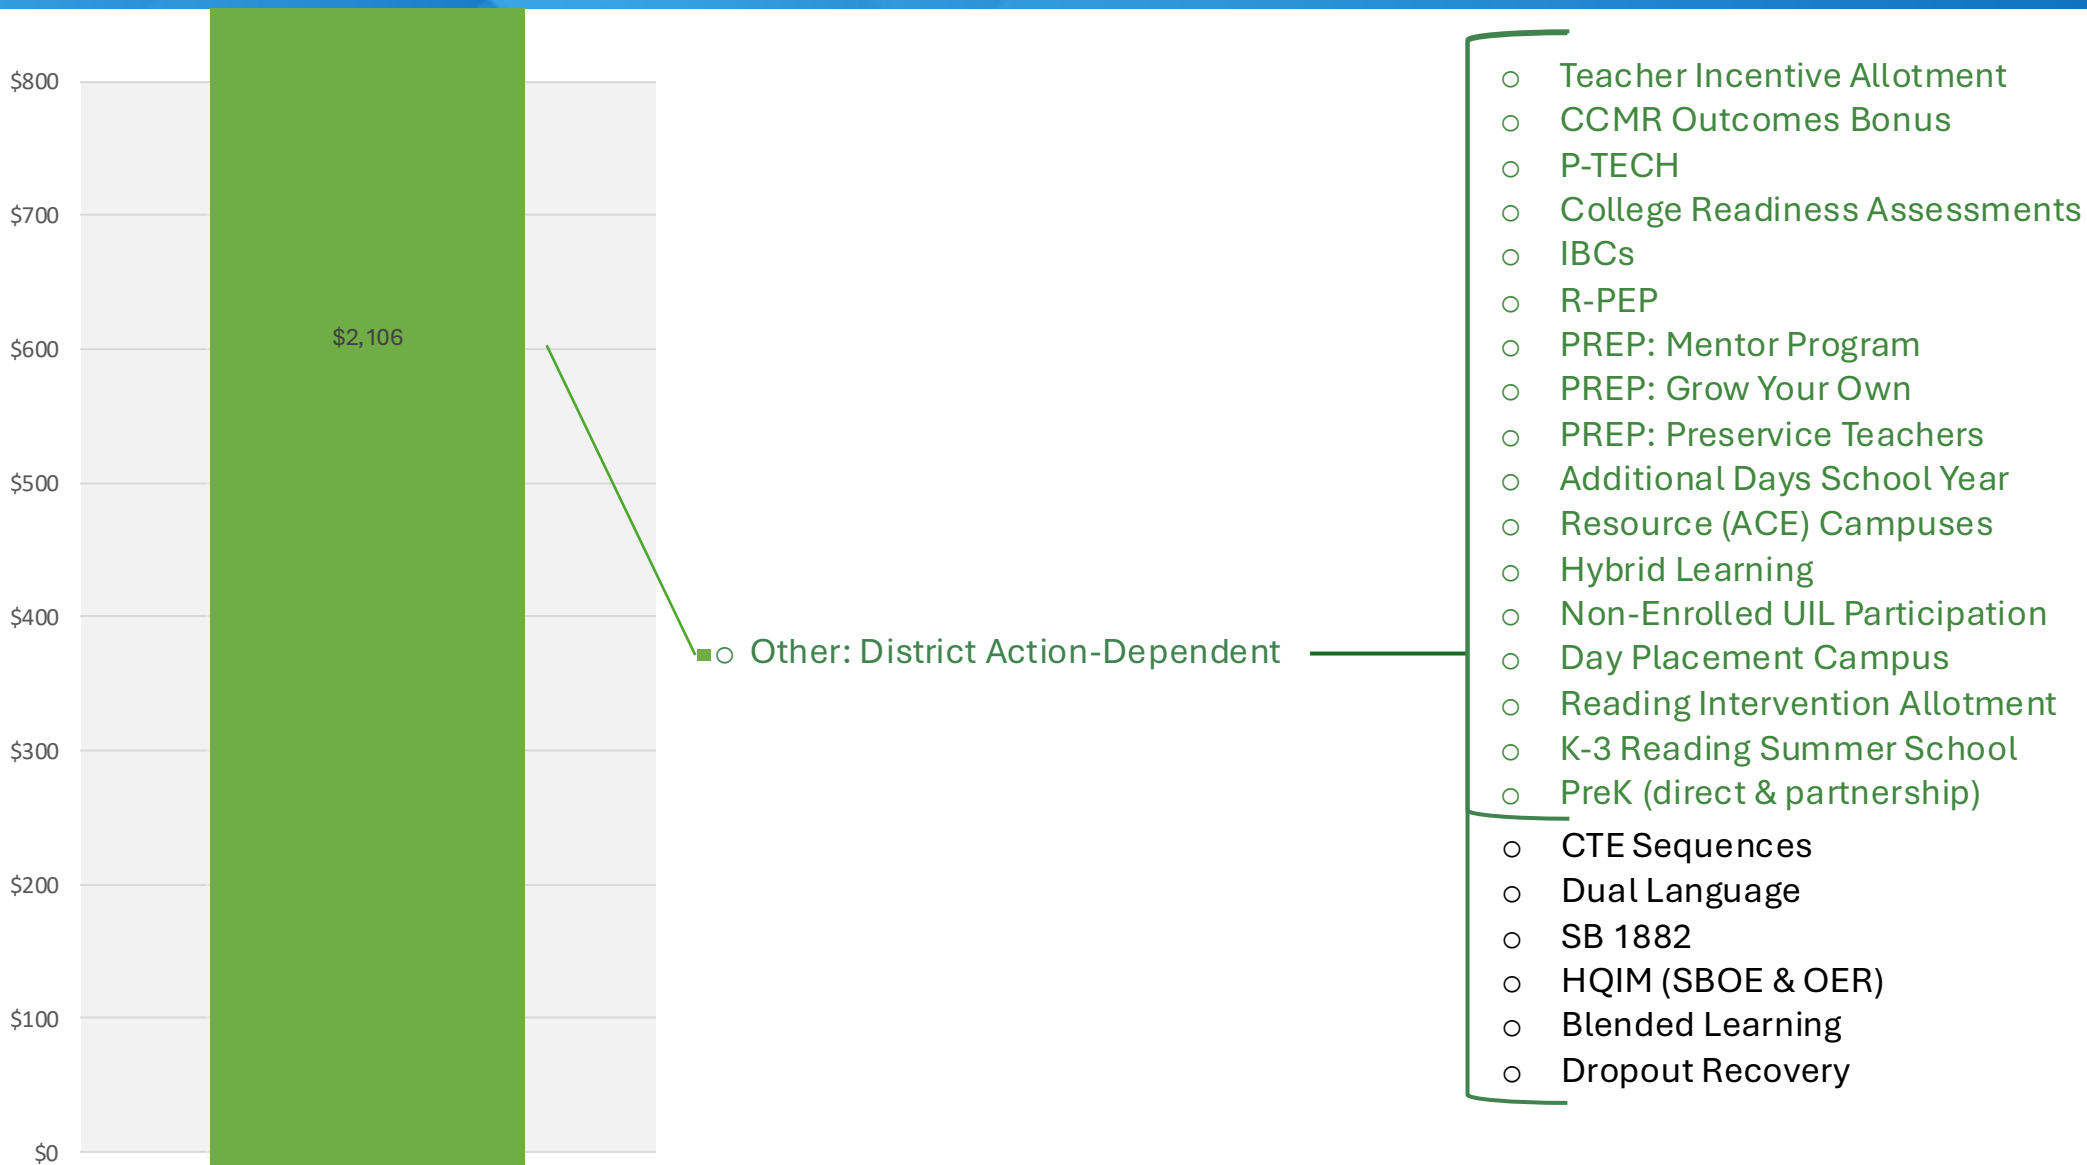 $800
$700
$600
$500
$400
$300
$200
$100
$0
$2,106
Other: District Action-Dependent
Teacher Incentive Allotment
CCMR Outcomes Bonus
P-TECH
College Readiness Assessments
IBCs
R-PEP
PREP: Mentor Program
PREP: Grow Your Own
PREP: Preservice Teachers
Additional Days School Year
Resource (ACE) Campuses
Hybrid Learning
Non-Enrolled UIL Participation
Day Placement Campus
Reading Intervention Allotment
K-3 Reading Summer School
PreK (direct & partnership)
CTE Sequences
Dual Language
SB 1882
HQIM (SBOE & OER)
Blended Learning
Dropout Recovery